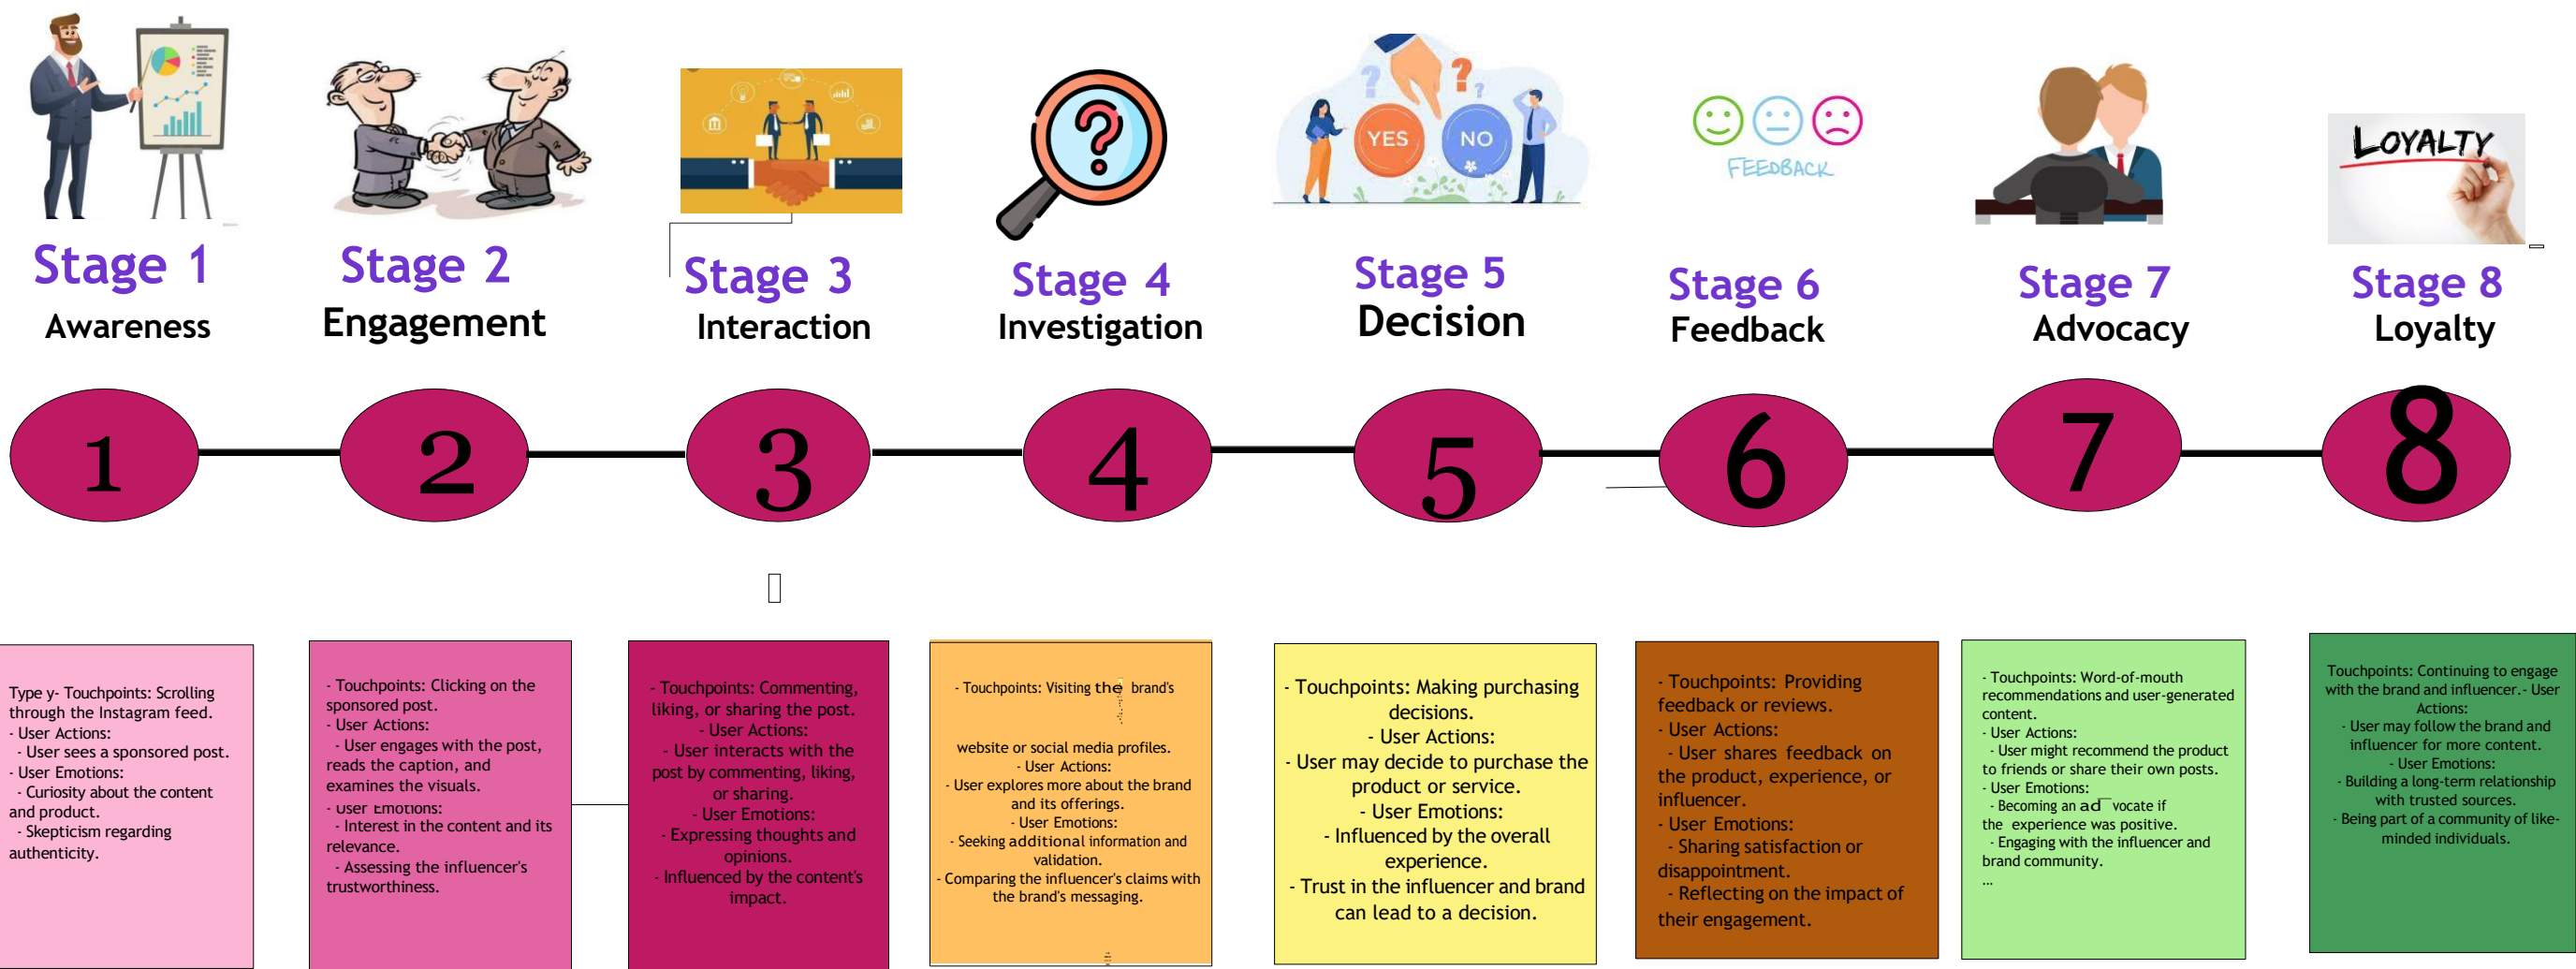 YES
NO
FEEDBACK
LOYALTY
Stage 1
Awareness
Stage 2
Engagement
Stage 3
Interaction
Stage 4
Investigation
Stage 5
Decision
Stage 6
Feedback
Stage 7
Advocacy
Stage 8
Loyalty
1
2
3
4
5
6
7
8
Type y- Touchpoints: Scrolling
through the Instagram feed.
- User Actions:
- User sees a sponsored post.
- User Emotions:
- Curiosity about the content
and product.
- Skepticism regarding
authenticity.
- Touchpoints: Clicking on the
sponsored post.
- User Actions:
- User engages with the post,
reads the caption, and
examines the visuals.
- User Emotions:
- Interest in the content and its
relevance.
- Assessing the influencer's
trustworthiness.
- Touchpoints: Commenting,
liking, or sharing the post.
- User Actions:
- User interacts with the
post by commenting, liking,
or sharing.
- User Emotions:
- Expressing thoughts and
opinions.
- Influenced by the content's
impact.
- Touchpoints: Visiting the brand's
website or social media profiles.
- User Actions:
- User explores more about the brand
and its offerings.
- User Emotions:
- Seeking additional information and
validation.
- Comparing the influencer's claims with
the brand's messaging.
- Touchpoints: Making purchasing
decisions.
- User Actions:
- User may decide to purchase the
product or service.
- User Emotions:
- Influenced by the overall
experience.
- Trust in the influencer and brand
can lead to a decision.
- Touchpoints: Providing
feedback or reviews.
- User Actions:
- User shares feedback on
the product, experience, or
influencer.
- User Emotions:
- Sharing satisfaction or
disappointment.
- Reflecting on the impact of
their engagement.
- Touchpoints: Word-of-mouth
recommendations and user-generated
content.
- User Actions:
- User might recommend the product
to friends or share their own posts.
- User Emotions:
- Becoming an ad vocate if
the experience was positive.
- Engaging with the influencer and
brand community.
...
Touchpoints: Continuing to engage
with the brand and influencer.- User
Actions:
- User may follow the brand and
influencer for more content.
- User Emotions:
- Building a long-term relationship
with trusted sources.
- Being part of a community of like-
minded individuals.